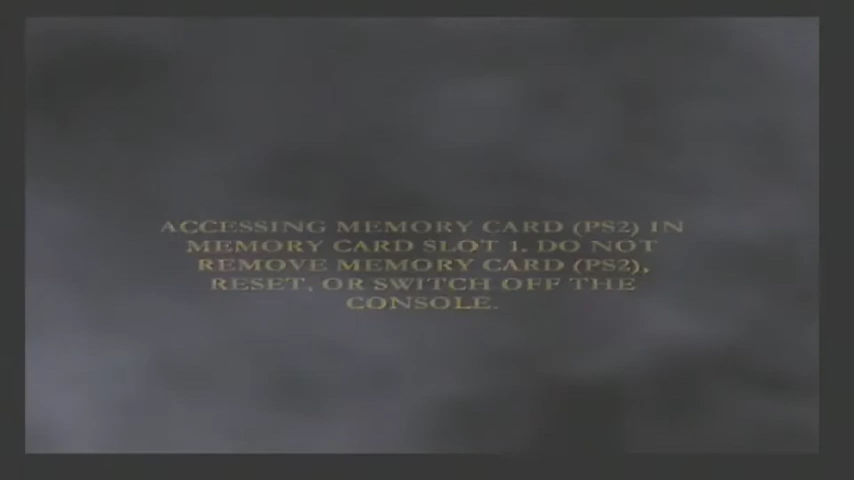 ACCESSING MEMORY CARD (PS2) IN
MEMORY CARD SLOT 1. DO NOT
REMOVE MEMORY CARD (PS2),
RESET, OR SWITCH OFF THE
CONSOLE.